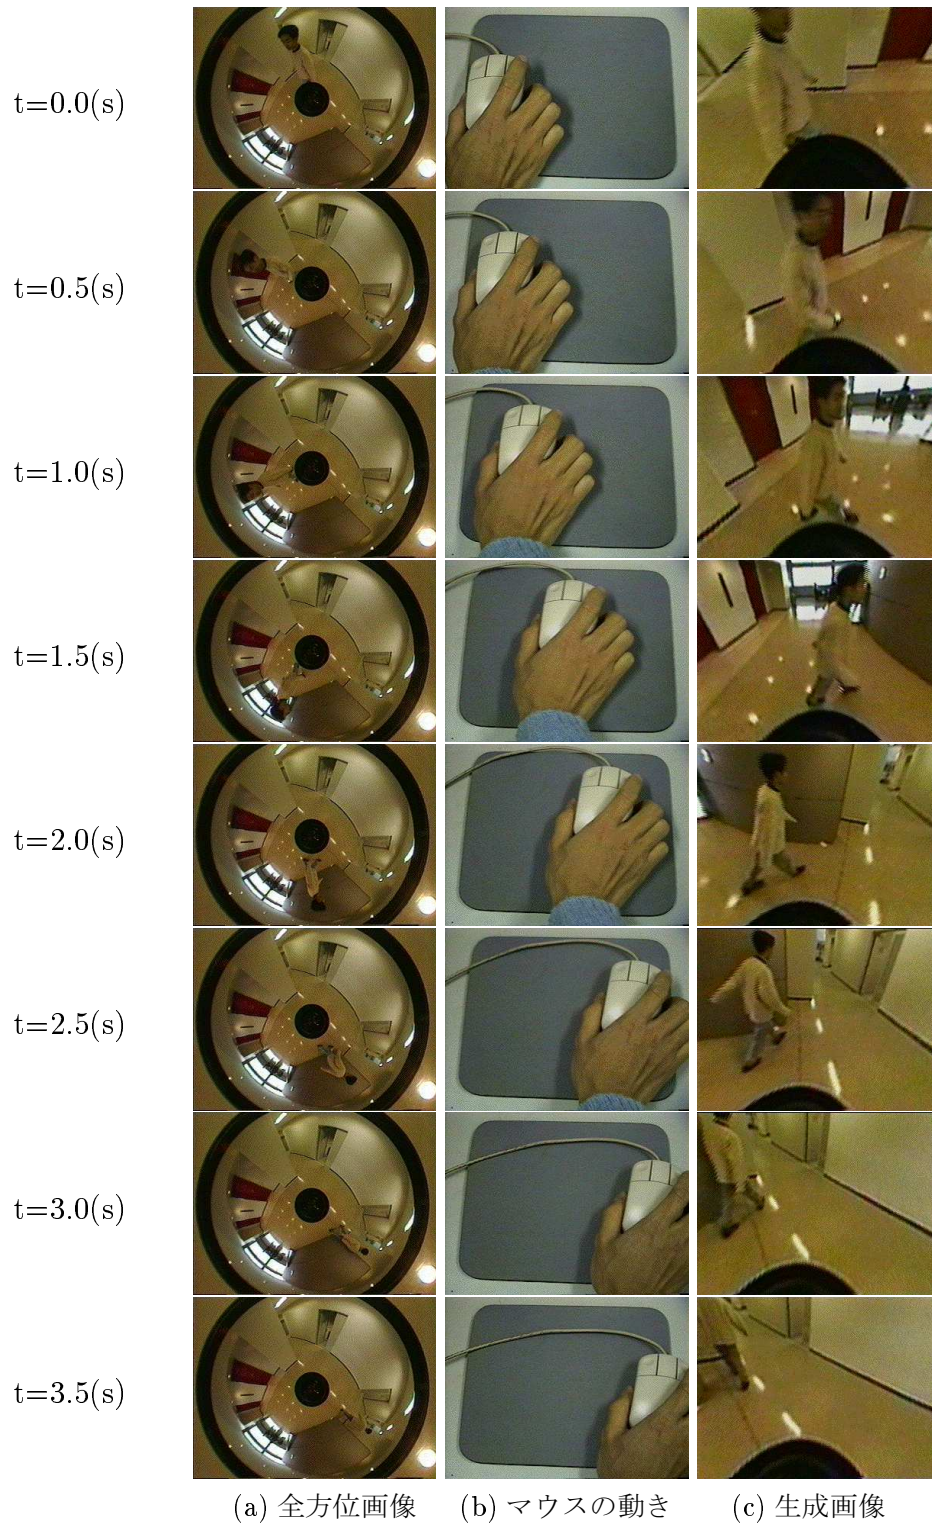 t=0.0(s)
t=0.5(s)
t=1.0(s)
t=1.5(s)
t=2.0(s)
t=2.5(s)
t=3.0(s)
t=3.5(s)
(a) 全方位画像
(b) マウスの動き
(c) 生成画像